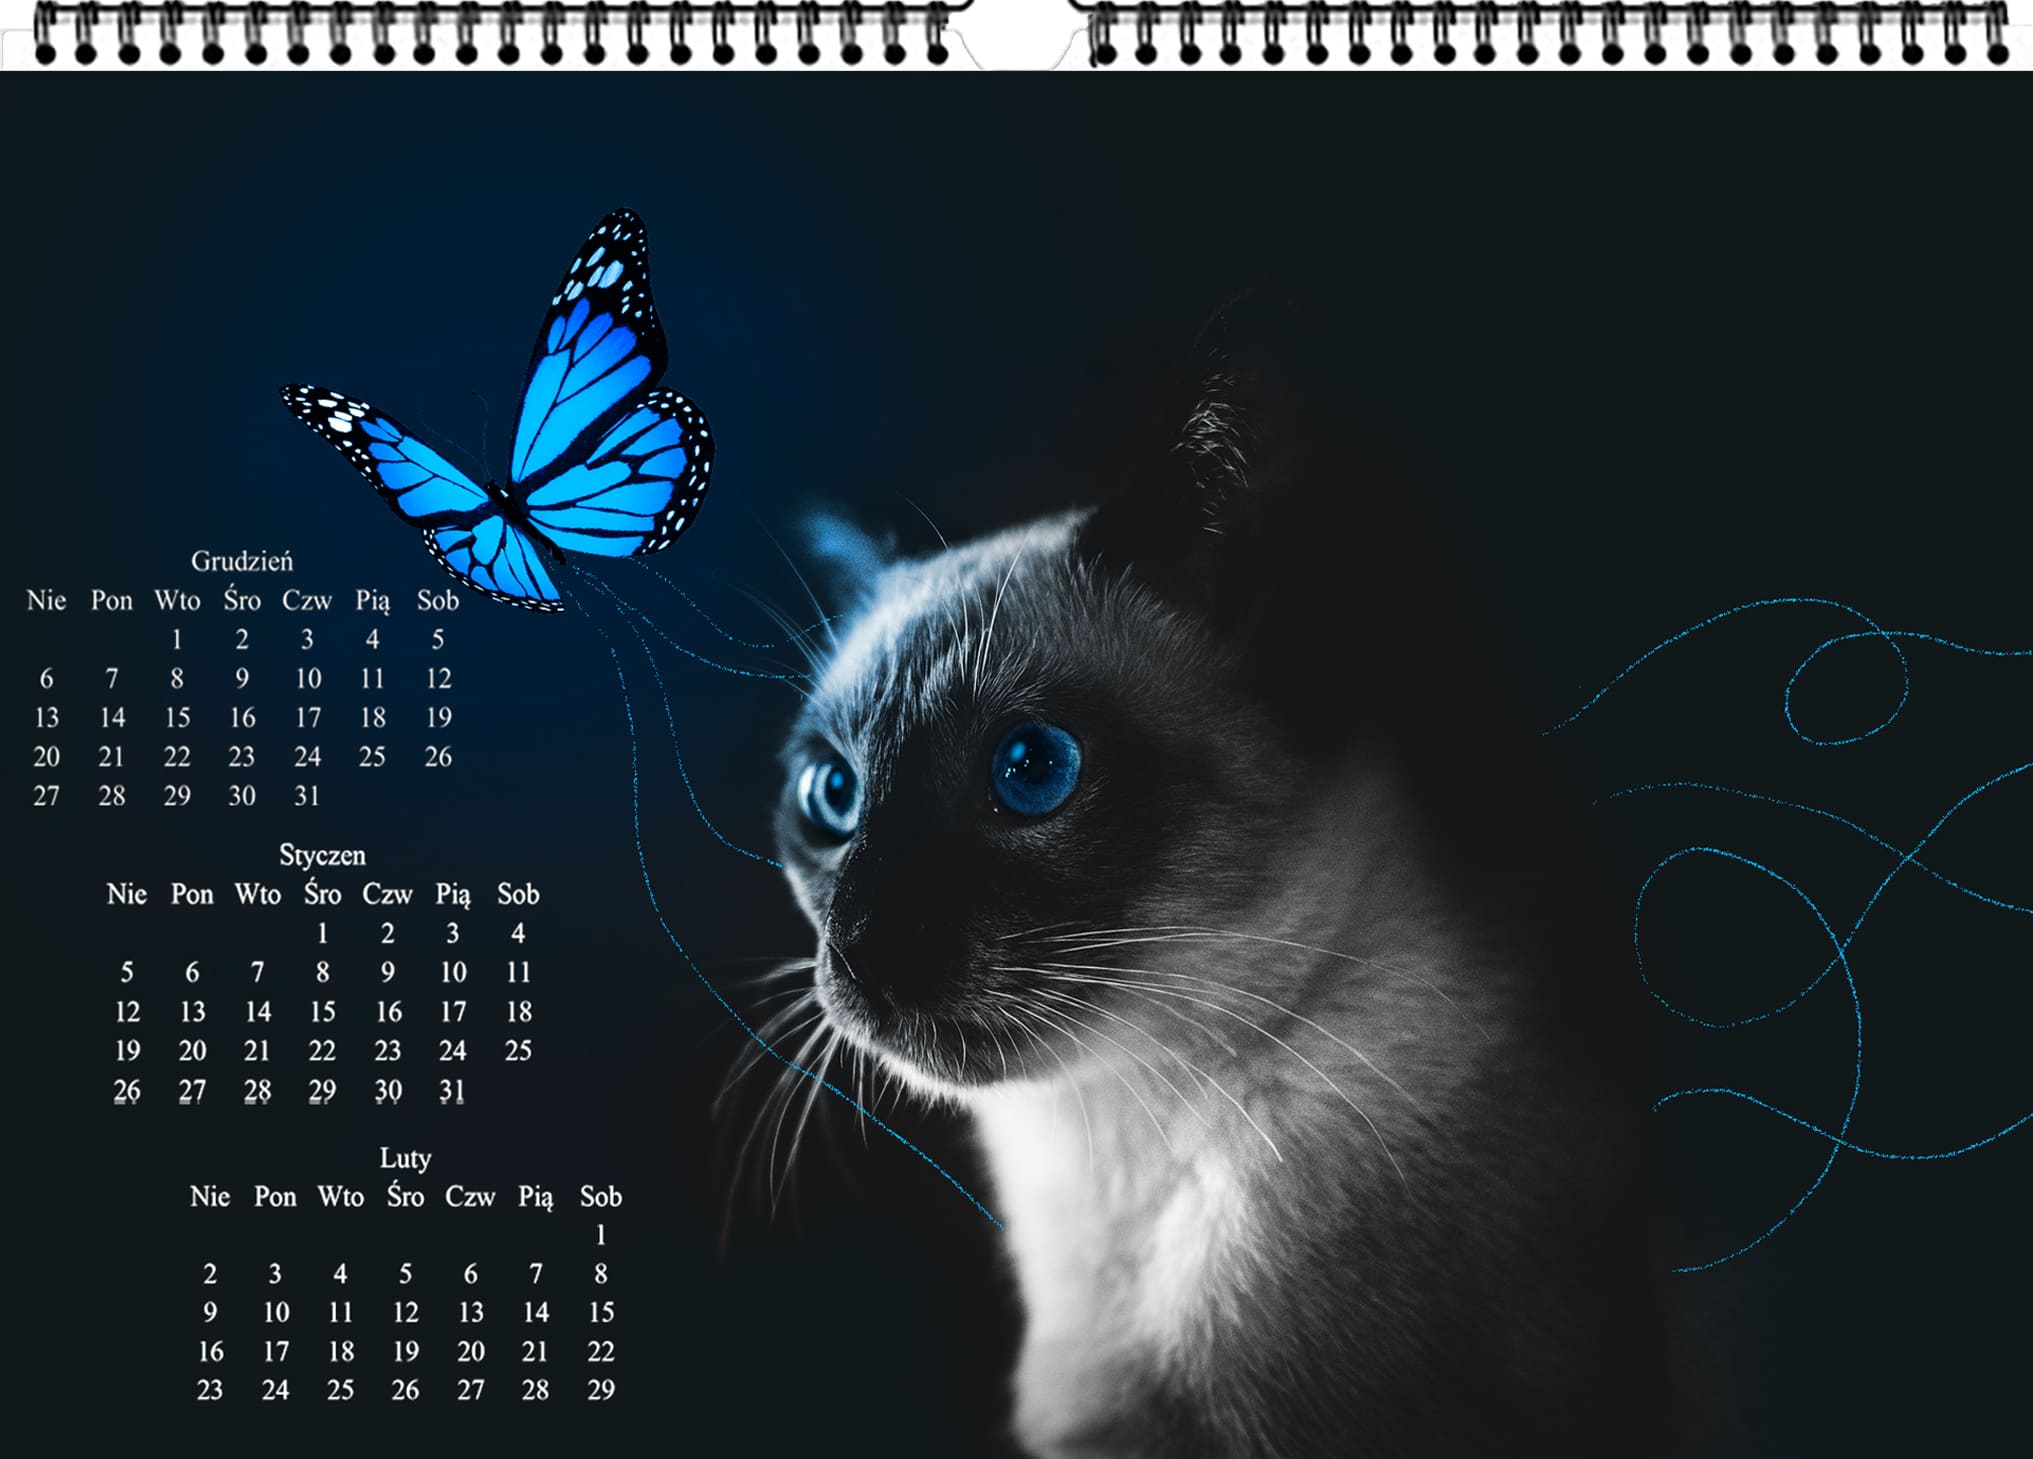 Grudzień
Nie Pon Wto Śro Czw Pią Sob
1 2 3 4 5
6 7 8 9 10 11 12
13 14 15 16 17 18 19
20 21 22 23 24 25 26
27 28 29 30 31
Styczen
Nie Pon Wto Śro Czw Pią Sob
1 2 3 4
5 6 7 8 9 10 11
12 13 14 15 16 17 18
19 20 21 22 23 24 25
26 27 28 29 30 31
Luty
Nie Pon Wto Śro Czw Pią Sob
1
2 3 4 5 6 7 8
9 10 11 12 13 14 15
16 17 18 19 20 21 22
23 24 25 26 27 28 29